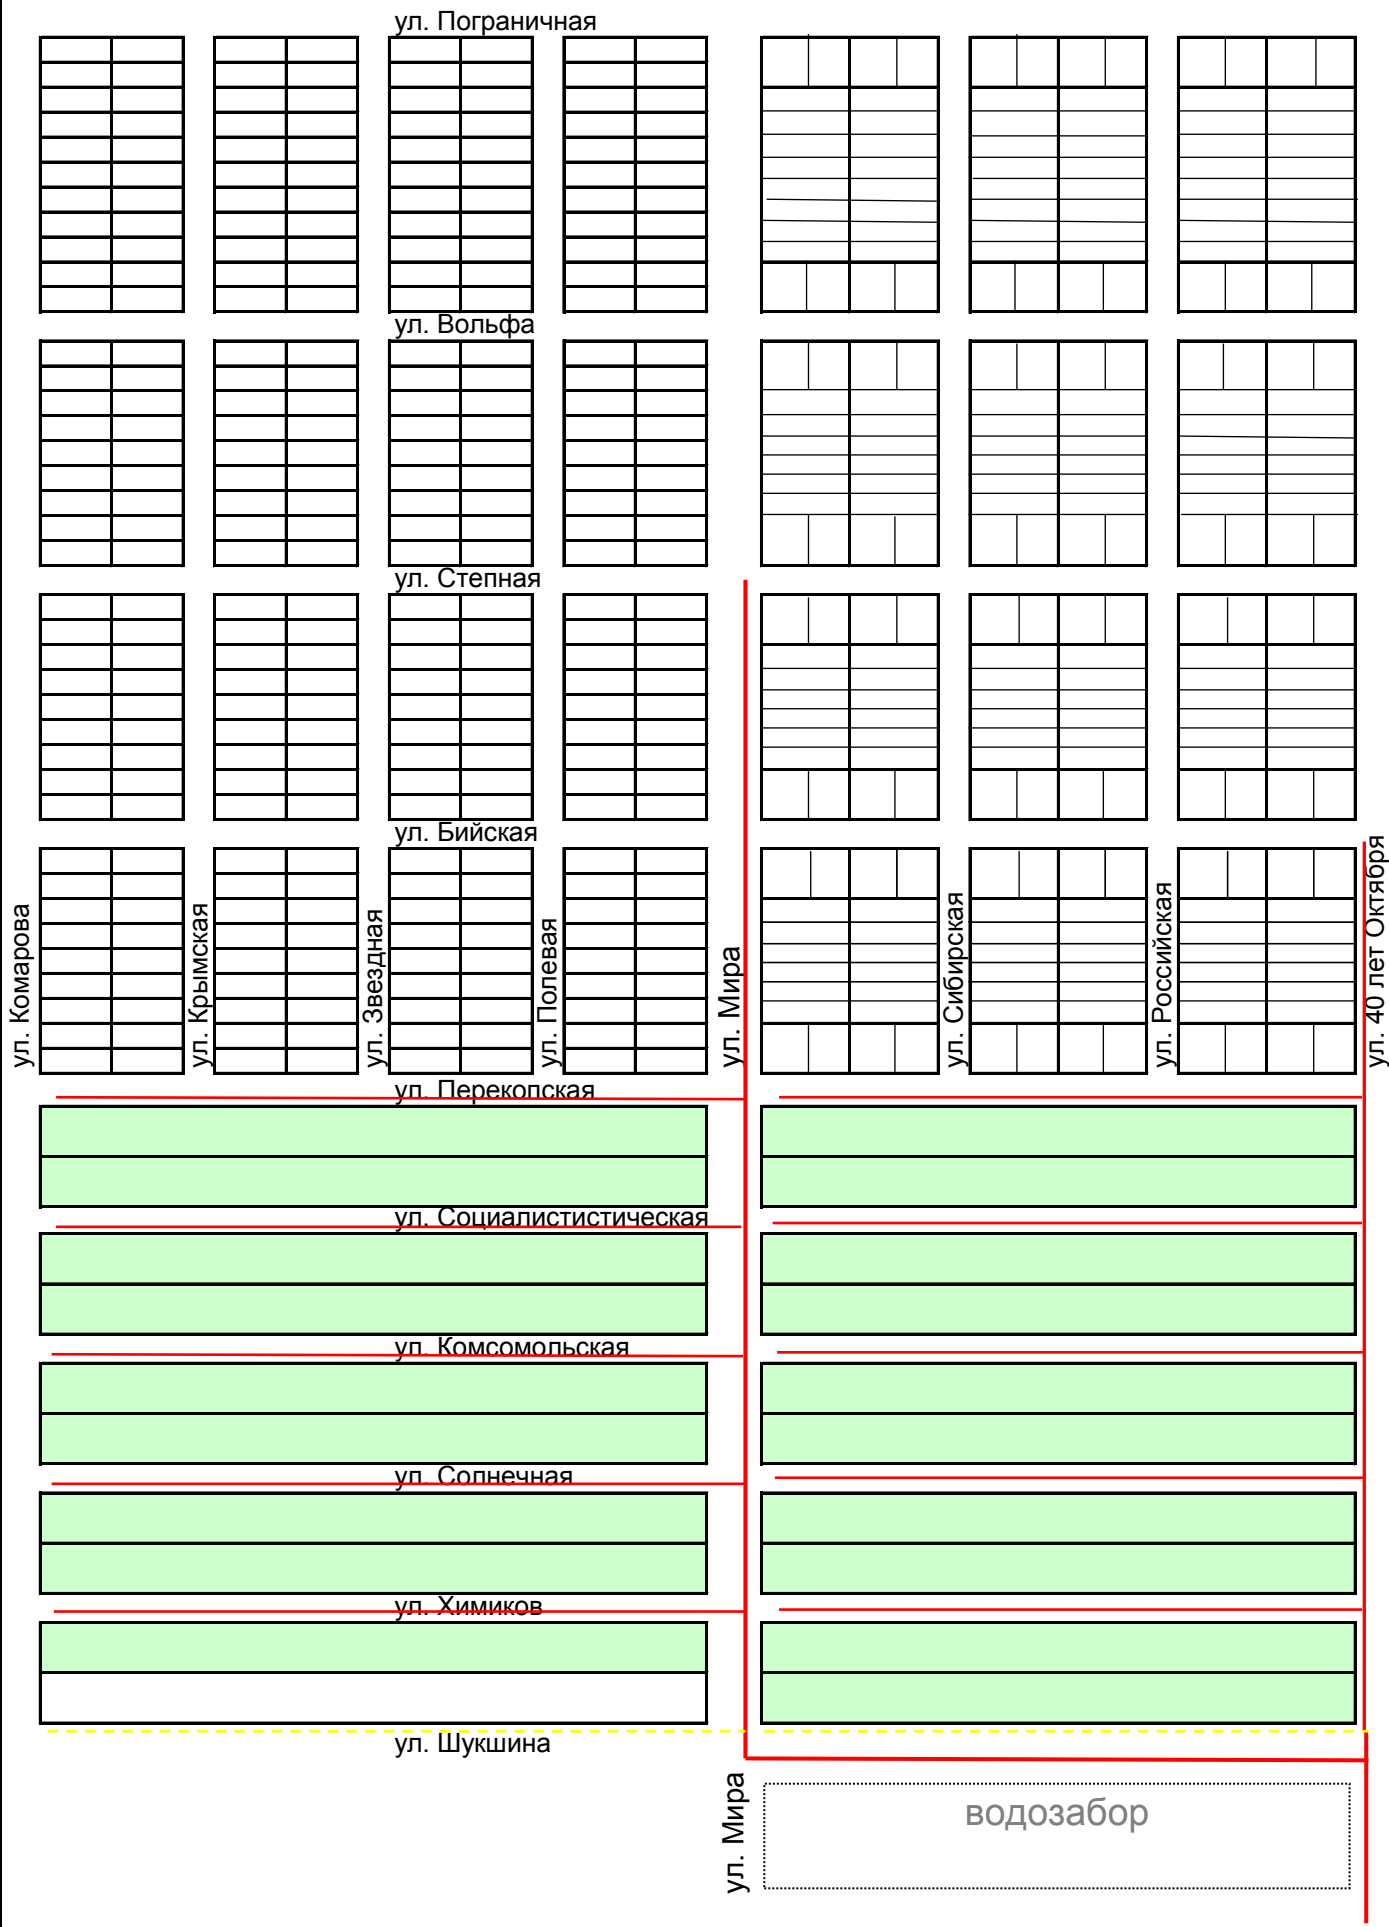 ул. Пограничная
ул. Вольфа
ул. Степная
ул. Бийская
ул. Комарова
ул. Крымская
ул. Звездная
ул. Полевая
ул. Мира
ул. Сибирская
ул. Российская
ул. 40 лет Октября
ул. Перекопская
ул. Социалистистическая
ул. Комсомольская
ул. Солнечная
ул. Химиков
ул. Шукшина
ул. Мира
водозабор